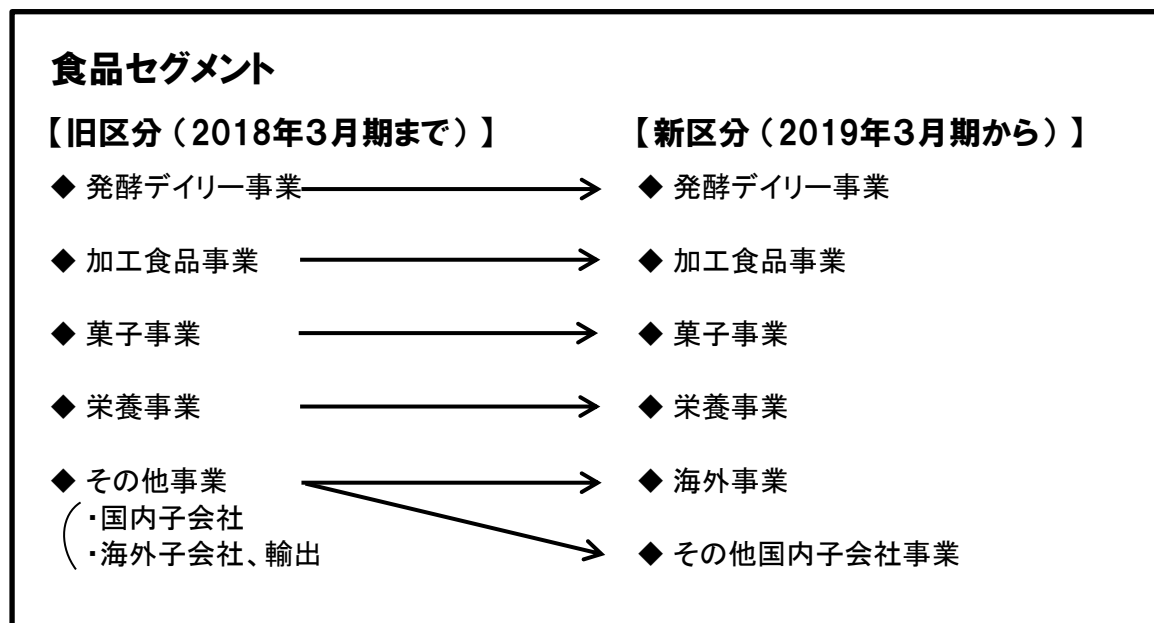 食品セグメント
【旧区分（2018年３月期まで）】
◆ 発酵デイリー事業
◆ 加工食品事業
◆ 菓子事業
◆ 栄養事業
◆ その他事業
・国内子会社
・海外子会社、輸出
【新区分（2019年３月期から）】
◆ 発酵デイリー事業
◆ 加工食品事業
◆ 菓子事業
◆ 栄養事業
◆ 海外事業
◆ その他国内子会社事業